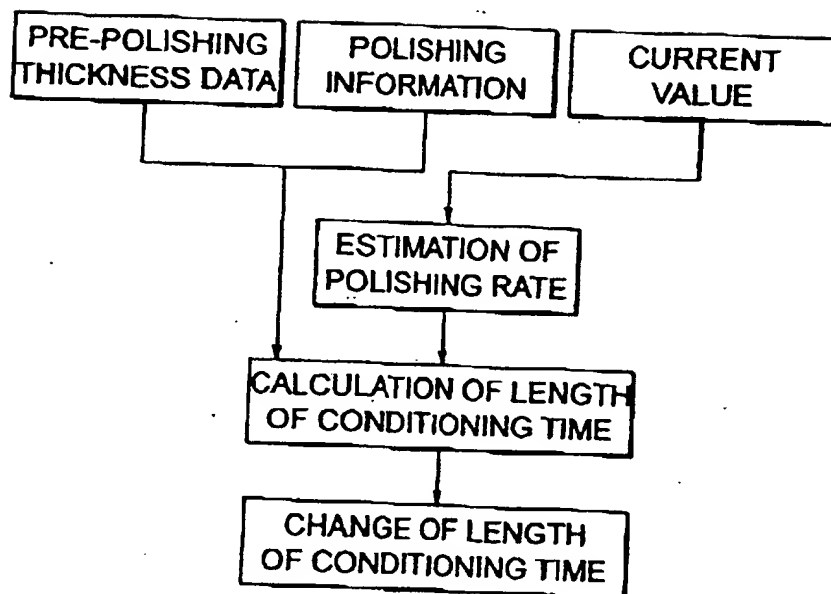 PRE-POLISHING
THICKNESS DATA
POLISHING
INFORMATION
CURRENT
VALUE
ESTIMATION OF
POLISHING RATE
CALCULATION OF LENGTH
OF CONDITIONING TIME
CHANGE OF LENGTH
OF CONDITIONING TIME